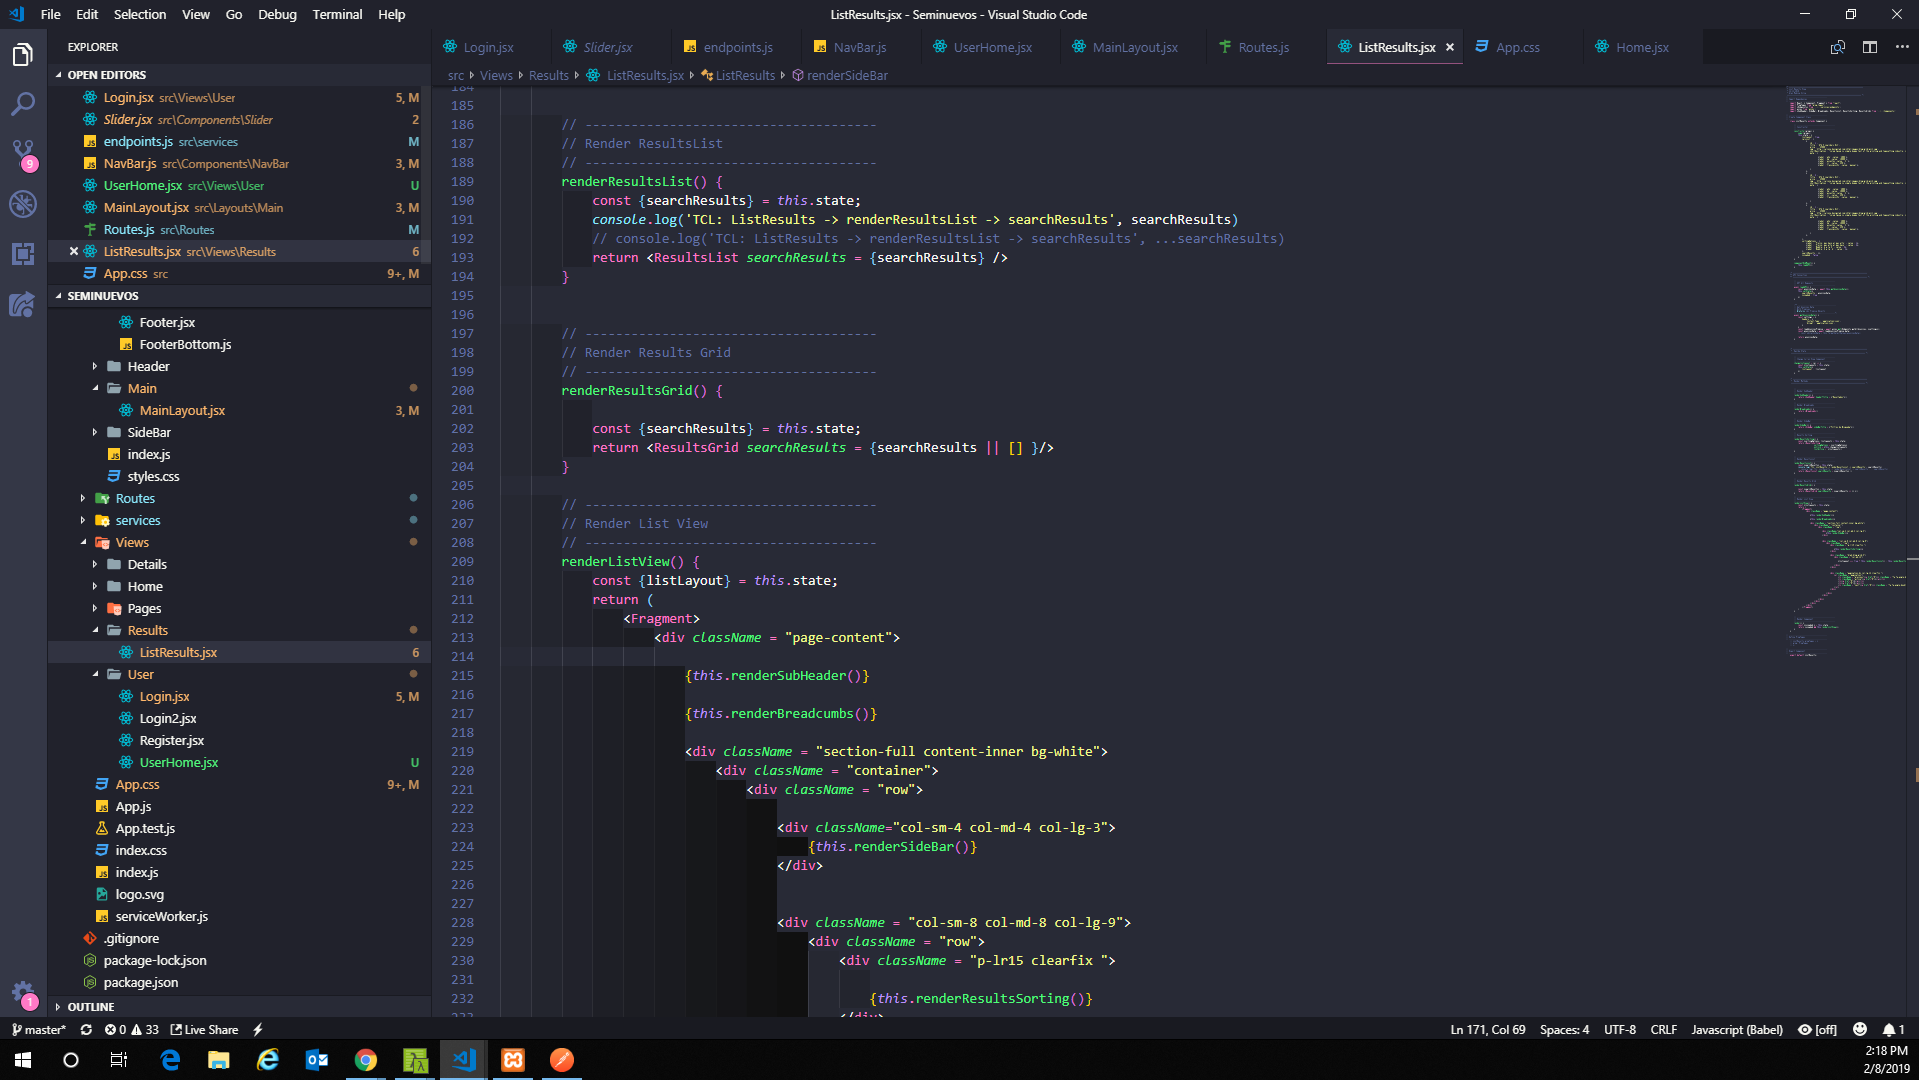 File Edit Selection View Go Debug Terminal Help
ListResults.jsx - Seminuevos - Visual Studio Code
EXPLORER
Login.jsx Slider.jsx endpoints.js NavBar.js UserHome.jsx MainLayout.jsx Routes.js ListResults.jsx App.css Home.jsx
src Views Results ListResults.jsx ListResults renderSideBar
OPEN EDITORS
Login.jsx src\Views\User 5, M
Slider.jsx src\Components\Slider 2
endpoints.js src\services M
NavBar.js src\Components\NavBar 3, M
UserHome.jsx src\Views\User U
MainLayout.jsx src\Layouts\Main 3, M
Routes.js src\Routes M
ListResults.jsx src\Views\Results 6
App.css src 9+, M
SEMINUEVOS
Footer.jsx
FooterBottom.js
Header
Main
MainLayout.jsx 3, M
SideBar
index.js
styles.css
Routes
services
Views
Details
Home
Pages
Results
ListResults.jsx 6
User
Login.jsx 5, M
Login2.jsx
Register.jsx
UserHome.jsx U
App.css 9+, M
App.js
App.test.js
index.css
index.js
logo.svg
serviceWorker.js
.gitignore
package-lock.json
package.json
OUTLINE
9
1
184
185
186 // --------------------------------------
187 // Render ResultsList
188 // --------------------------------------
189 renderResultsList() {
190 const {searchResults} = this.state;
191 console.log('TCL: ListResults -> renderResultsList -> searchResults', searchResults)
192 // console.log('TCL: ListResults -> renderResultsList -> searchResults', ...searchResults)
193 return <ResultsList searchResults = {searchResults} />
194 }
195
196
197 // --------------------------------------
198 // Render Results Grid
199 // --------------------------------------
200 renderResultsGrid() {
201
202 const {searchResults} = this.state;
203 return <ResultsGrid searchResults = {searchResults || [] }/>
204 }
205
206 // --------------------------------------
207 // Render List View
208 // --------------------------------------
209 renderListView() {
210 const {listLayout} = this.state;
211 return (
212 <Fragment>
213 <div className = "page-content">
214
215 {this.renderSubHeader()}
216
217 {this.renderBreadcumbs()}
218
219 <div className = "section-full content-inner bg-white">
220 <div className = "container">
221 <div className = "row">
222
223 <div className="col-sm-4 col-md-4 col-lg-3">
224 {this.renderSideBar()}
225 </div>
226
227
228 <div className = "col-sm-8 col-md-8 col-lg-9">
229 <div className = "row">
230 <div className = "p-lr15 clearfix ">
231
232 {this.renderResultsSorting()}
233 </div>
master* 0 33 Live Share
Ln 171, Col 69 Spaces: 4 UTF-8 CRLF Javascript (Babel) [off] 1
2:18 PM
2/8/2019